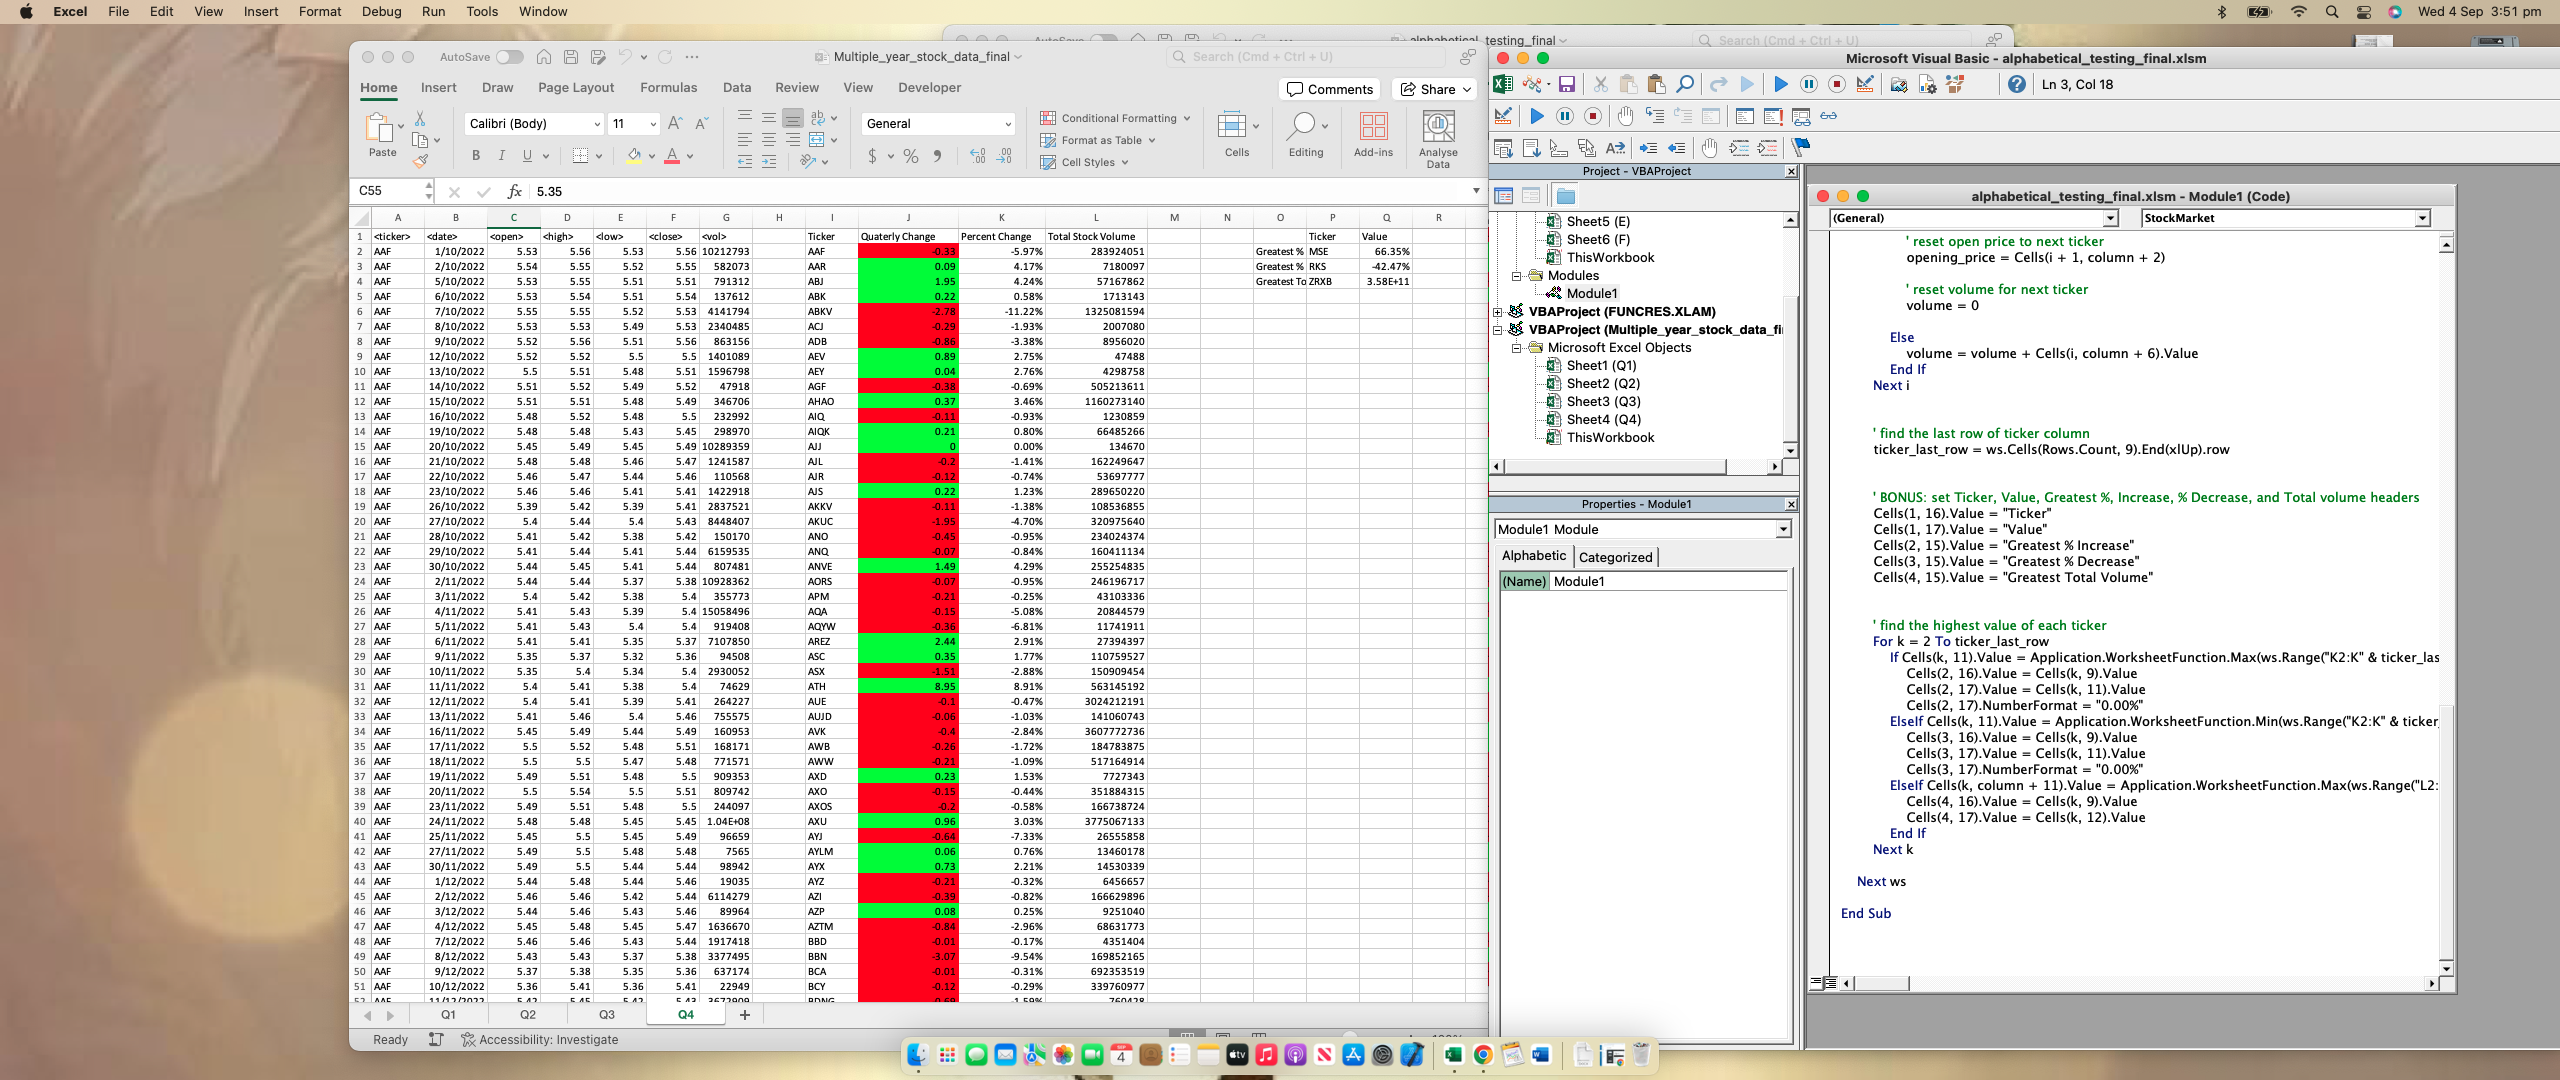 Excel File Edit View Insert Format Debug Run Tools Window Wed 4 Sep 3:51 pm
AutoSave Multiple_year_stock_data_final Search (Cmd + Ctrl + U)
alphabetical_testing_final Search (Cmd + Ctrl + U)
Home Insert Draw Page Layout Formulas Data Review View Developer Comments Share
Paste Calibri (Body) 11 General Conditional Formatting Format as Table Cell Styles Cells Editing Add-ins Analyse Data
C55 fx 5.35
A B C D E F G H I J K L M N O P Q R
1 <ticker> <date> <open> <high> <low> <close> <vol> Ticker Quaterly Change Percent Change Total Stock Volume Ticker Value
2 AAF 1/10/2022 5.53 5.56 5.53 5.56 10212793 AAF -0.33 -5.97% 283924051 Greatest % MSE 66.35%
3 AAF 2/10/2022 5.54 5.55 5.52 5.55 582073 AAR 0.09 4.17% 7180097 Greatest % RKS -42.47%
4 AAF 5/10/2022 5.53 5.55 5.51 5.51 791312 ABJ 1.95 4.24% 57167862 Greatest To ZRXB 3.58E+11
5 AAF 6/10/2022 5.53 5.54 5.51 5.54 137612 ABK 0.22 0.58% 1713143
6 AAF 7/10/2022 5.55 5.55 5.52 5.53 4141794 ABKV -2.78 -11.22% 1325081594
7 AAF 8/10/2022 5.53 5.53 5.49 5.53 2340485 ACJ -0.29 -1.93% 2007080
8 AAF 9/10/2022 5.52 5.56 5.51 5.56 863156 ADB -0.86 -3.38% 8956020
9 AAF 12/10/2022 5.52 5.52 5.5 5.5 1401089 AEV 0.89 2.75% 47488
10 AAF 13/10/2022 5.5 5.51 5.48 5.51 1596798 AEY 0.04 2.76% 4298758
11 AAF 14/10/2022 5.51 5.52 5.49 5.52 47918 AGF -0.38 -0.69% 505213611
12 AAF 15/10/2022 5.51 5.51 5.48 5.49 346706 AHAO 0.37 3.46% 1160273140
13 AAF 16/10/2022 5.48 5.52 5.48 5.5 232992 AIQ -0.11 -0.93% 1230859
14 AAF 19/10/2022 5.48 5.48 5.43 5.45 298970 AIQK 0.21 0.80% 66485266
15 AAF 20/10/2022 5.45 5.49 5.45 5.49 10289359 AJJ 0 0.00% 134670
16 AAF 21/10/2022 5.48 5.48 5.46 5.47 1241587 AJL -0.2 -1.41% 162249647
17 AAF 22/10/2022 5.46 5.47 5.44 5.46 110568 AJR -0.12 -0.74% 53697777
18 AAF 23/10/2022 5.46 5.46 5.41 5.41 1422918 AJS 0.22 1.23% 289650220
19 AAF 26/10/2022 5.39 5.42 5.39 5.41 2837521 AKKV -0.11 -1.38% 108536855
20 AAF 27/10/2022 5.4 5.44 5.4 5.43 8448407 AKUC -1.95 -4.70% 320975640
21 AAF 28/10/2022 5.41 5.42 5.38 5.42 150170 ANO -0.45 -0.95% 234024374
22 AAF 29/10/2022 5.41 5.44 5.41 5.44 6159535 ANQ -0.07 -0.84% 160411134
23 AAF 30/10/2022 5.44 5.45 5.41 5.44 807481 ANVE 1.49 4.29% 255254835
24 AAF 2/11/2022 5.44 5.44 5.37 5.38 10928362 AORS -0.07 -0.95% 246196717
25 AAF 3/11/2022 5.4 5.42 5.38 5.4 355773 APM -0.21 -0.25% 43103336
26 AAF 4/11/2022 5.41 5.43 5.39 5.4 15058496 AQA -0.15 -5.08% 20844579
27 AAF 5/11/2022 5.41 5.43 5.4 5.4 919408 AQYW -0.36 -6.81% 11741911
28 AAF 6/11/2022 5.41 5.41 5.35 5.37 7107850 AREZ 2.44 2.91% 27394397
29 AAF 9/11/2022 5.35 5.37 5.32 5.36 94508 ASC 0.35 1.77% 110759527
30 AAF 10/11/2022 5.35 5.4 5.34 5.4 2930052 ASX -1.51 -2.88% 150909454
31 AAF 11/11/2022 5.4 5.41 5.38 5.4 74629 ATH 8.95 8.91% 563145192
32 AAF 12/11/2022 5.4 5.41 5.39 5.41 264227 AUE -0.1 -0.47% 3024212191
33 AAF 13/11/2022 5.41 5.46 5.4 5.46 755575 AUJD -0.06 -1.03% 141060743
34 AAF 16/11/2022 5.45 5.49 5.44 5.49 160953 AVK -0.4 -2.84% 3607772736
35 AAF 17/11/2022 5.5 5.52 5.48 5.51 168171 AWB -0.26 -1.72% 184783875
36 AAF 18/11/2022 5.5 5.5 5.47 5.48 771571 AWW -0.21 -1.09% 517164914
37 AAF 19/11/2022 5.49 5.51 5.48 5.5 909353 AXD 0.23 1.53% 7727343
38 AAF 20/11/2022 5.5 5.54 5.5 5.51 809742 AXO -0.15 -0.44% 351884315
39 AAF 23/11/2022 5.49 5.51 5.48 5.5 244097 AXOS -0.2 -0.58% 166738724
40 AAF 24/11/2022 5.48 5.48 5.45 5.45 1.04E+08 AXU 0.96 3.03% 3775067133
41 AAF 25/11/2022 5.45 5.5 5.45 5.49 96659 AYJ -0.64 -7.33% 26555858
42 AAF 27/11/2022 5.49 5.5 5.48 5.48 7565 AYLM 0.06 0.76% 13460178
43 AAF 30/11/2022 5.49 5.5 5.44 5.44 98942 AYX 0.73 2.21% 14530339
44 AAF 1/12/2022 5.44 5.48 5.44 5.46 19035 AYZ -0.21 -0.32% 6456657
45 AAF 2/12/2022 5.46 5.46 5.42 5.44 6114279 AZI -0.39 -0.82% 166629896
46 AAF 3/12/2022 5.44 5.46 5.43 5.46 89964 AZP 0.08 0.25% 9251040
47 AAF 4/12/2022 5.45 5.48 5.45 5.47 1636670 AZTM -0.84 -2.96% 68631773
48 AAF 7/12/2022 5.46 5.46 5.43 5.44 1917418 BBD -0.01 -0.17% 4351404
49 AAF 8/12/2022 5.43 5.43 5.37 5.38 3377495 BBN -3.07 -9.54% 169852165
50 AAF 9/12/2022 5.37 5.38 5.35 5.36 637174 BCA -0.01 -0.31% 692353519
51 AAF 10/12/2022 5.36 5.41 5.36 5.41 22949 BCY -0.12 -0.29% 339760977
Q1 Q2 Q3 Q4
Ready Accessibility: Investigate
Microsoft Visual Basic - alphabetical_testing_final.xlsm
Ln 3, Col 18
Project - VBAProject
Sheet5 (E)
Sheet6 (F)
ThisWorkbook
Modules
Module1
VBAProject (FUNCRES.XLAM)
VBAProject (Multiple_year_stock_data_fi
Microsoft Excel Objects
Sheet1 (Q1)
Sheet2 (Q2)
Sheet3 (Q3)
Sheet4 (Q4)
ThisWorkbook
Properties - Module1
Module1 Module
Alphabetic Categorized
(Name) Module1
alphabetical_testing_final.xlsm - Module1 (Code)
(General) StockMarket
' reset open price to next ticker
opening_price = Cells(i + 1, column + 2)
' reset volume for next ticker
volume = 0
Else
volume = volume + Cells(i, column + 6).Value
End If
Next i
' find the last row of ticker column
ticker_last_row = ws.Cells(Rows.Count, 9).End(xlUp).row
' BONUS: set Ticker, Value, Greatest %, Increase, % Decrease, and Total volume headers
Cells(1, 16).Value = "Ticker"
Cells(1, 17).Value = "Value"
Cells(2, 15).Value = "Greatest % Increase"
Cells(3, 15).Value = "Greatest % Decrease"
Cells(4, 15).Value = "Greatest Total Volume"
' find the highest value of each ticker
For k = 2 To ticker_last_row
If Cells(k, 11).Value = Application.WorksheetFunction.Max(ws.Range("K2:K" & ticker_las
Cells(2, 16).Value = Cells(k, 9).Value
Cells(2, 17).Value = Cells(k, 11).Value
Cells(2, 17).NumberFormat = "0.00%"
ElseIf Cells(k, 11).Value = Application.WorksheetFunction.Min(ws.Range("K2:K" & ticker_
Cells(3, 16).Value = Cells(k, 9).Value
Cells(3, 17).Value = Cells(k, 11).Value
Cells(3, 17).NumberFormat = "0.00%"
ElseIf Cells(k, column + 11).Value = Application.WorksheetFunction.Max(ws.Range("L2:
Cells(4, 16).Value = Cells(k, 9).Value
Cells(4, 17).Value = Cells(k, 12).Value
End If
Next k
Next ws
End Sub